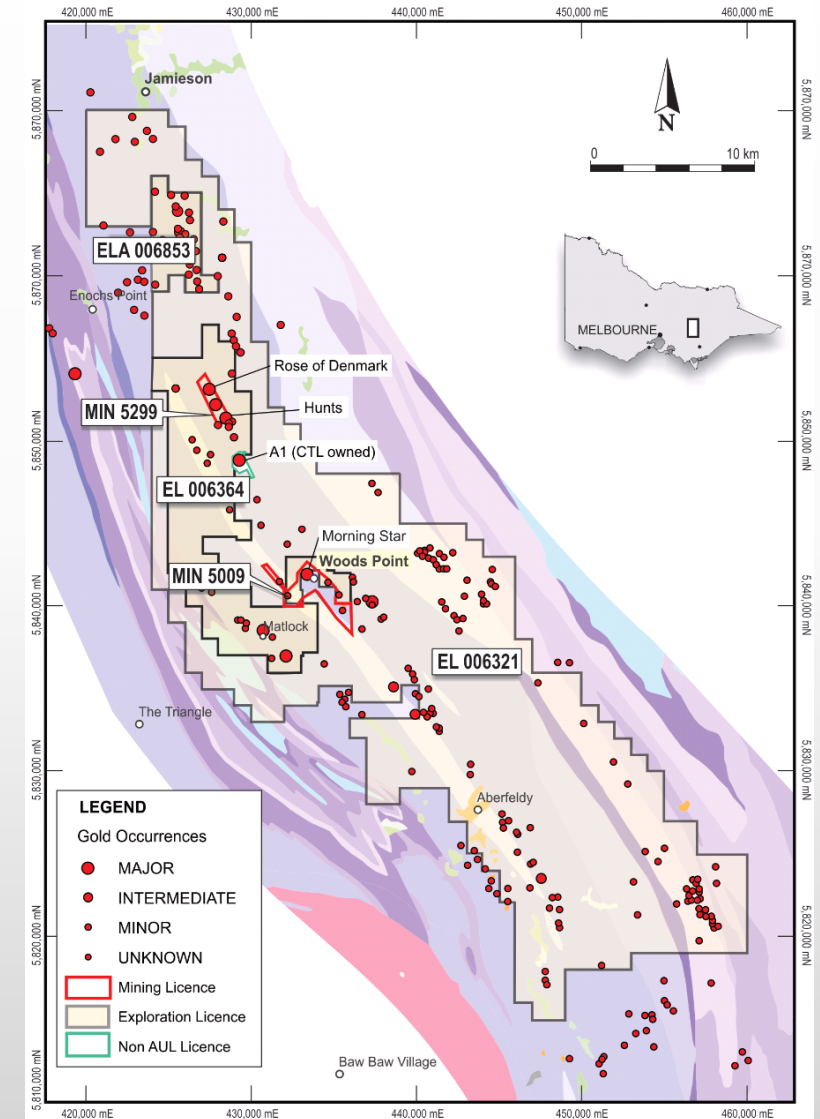 420,000 mE 430,000 mE 440,000 mE 450,000 mE 460,000 mE
Jamieson
5,870,000 mN 5,870,000 mN
N
0 10 km
ELA 006853
5,870,000 mN 5,870,000 mN
Enochs Point
MELBOURNE
Rose of Denmark
MIN 5299
Hunts
5,850,000 mN 5,850,000 mN
A1 (CTL owned)
EL 006364
Morning Star
Woods Point
MIN 5009
5,840,000 mN 5,840,000 mN
Matlock
EL 006321
The Triangle
5,830,000 mN 5,830,000 mN
Aberfeldy
LEGEND
Gold Occurrences
MAJOR
INTERMEDIATE
MINOR
UNKNOWN
Mining Licence
Exploration Licence
Non AUL Licence
5,820,000 mN 5,820,000 mN
Baw Baw Village
5,810,000 mN 5,810,000 mN
420,000 mE 430,000 mE 440,000 mE 450,000 mE 460,000 mE